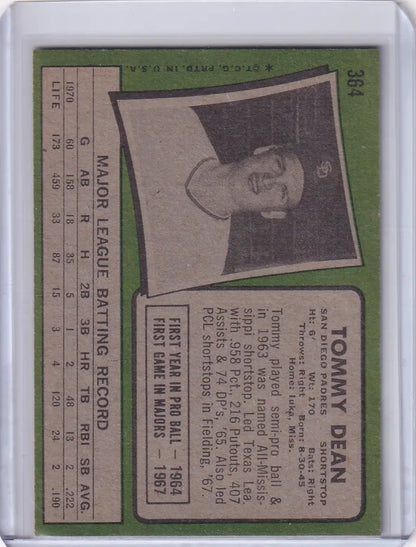 364
TOMMY DEAN
SAN DIEGO PADRES SHORTSTOP
Ht: 6' Wt: 170 Bats: Right
Throws: Right Born: 8-30-45
Home: Iuka, Miss.
Tommy played semi-pro ball &
in 1963 was named All-Missis-
sippi shortstop. Led Texas Lea.
with .958 Pct., 216 Putouts, 407
Assists & 74 DP's, '65. Also led
PCL shortstops in Fielding, '67.
FIRST YEAR IN PRO BALL — 1964
FIRST GAME IN MAJORS — 1967
SD
*©T.C.G. PRTD. IN U.S.A.
MAJOR LEAGUE BATTING RECORD
G AB R H 2B 3B HR TB RBI SB AVG.
1970 60 158 18 35 5 1 2 48 13 2 .222
LIFE 173 459 33 87 15 3 4 120 24 2 .190